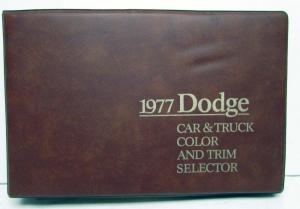 1977 Dodge
CAR & TRUCK
COLOR
AND TRIM
SELECTOR